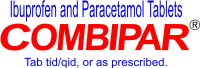 Ibuprofen and Paracetamol Tablets
COMBIPAR®
Tab tid/qid, or as prescribed.